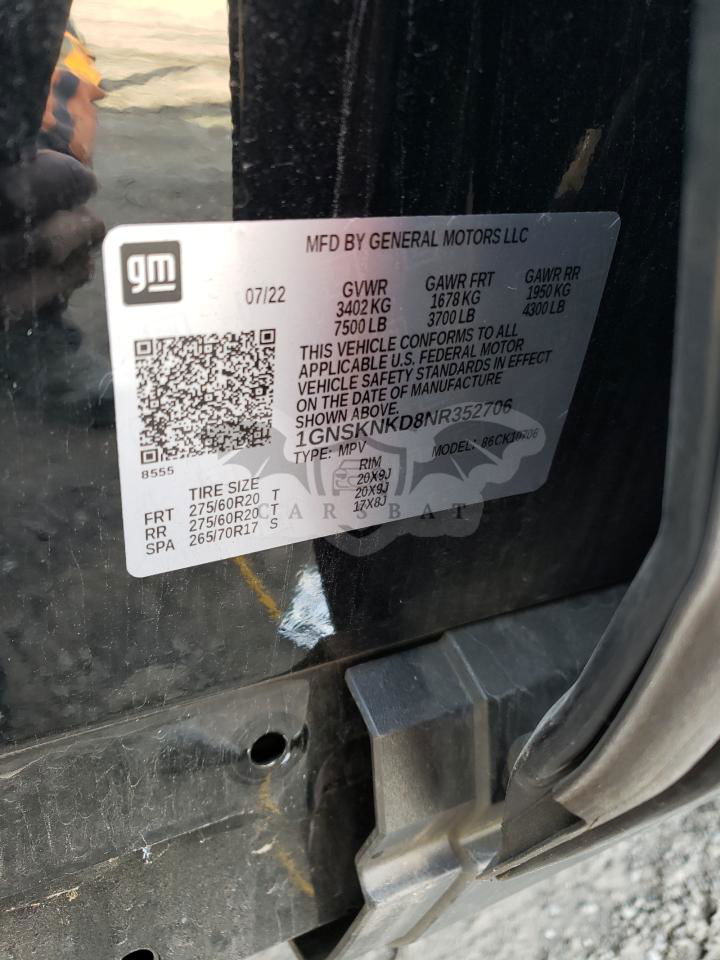 gm
MFD BY GENERAL MOTORS LLC
07/22
GVWR GAWR FRT GAWR RR
3402 KG 1678 KG 1950 KG
7500 LB 3700 LB 4300 LB
THIS VEHICLE CONFORMS TO ALL
APPLICABLE U.S. FEDERAL MOTOR
VEHICLE SAFETY STANDARDS IN EFFECT
ON THE DATE OF MANUFACTURE
SHOWN ABOVE.
1GNSKNKD8NR352706
TYPE: MPV MODEL: 86CK10706
8555
TIRE SIZE RIM
FRT 275/60R20 T 20X9J
RR 275/60R20 T 20X9J
SPA 265/70R17 S 17X8J
CARSBAT